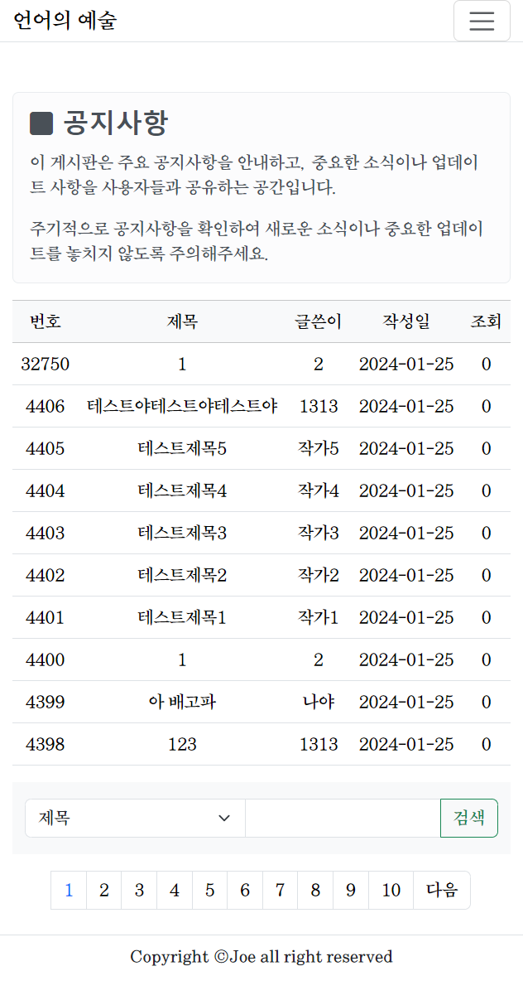 언어의 예술
공지사항
이 게시판은 주요 공지사항을 안내하고, 중요한 소식이나 업데이
트 사항을 사용자들과 공유하는 공간입니다.
주기적으로 공지사항을 확인하여 새로운 소식이나 중요한 업데이
트를 놓치지 않도록 주의해주세요.
번호 제목 글쓴이 작성일 조회
32750 1 2 2024-01-25 0
4406 테스트야테스트야테스트야 1313 2024-01-25 0
4405 테스트제목5 작가5 2024-01-25 0
4404 테스트제목4 작가4 2024-01-25 0
4403 테스트제목3 작가3 2024-01-25 0
4402 테스트제목2 작가2 2024-01-25 0
4401 테스트제목1 작가1 2024-01-25 0
4400 1 2 2024-01-25 0
4399 아 배고파 나야 2024-01-25 0
4398 123 1313 2024-01-25 0
제목 검색
1 2 3 4 5 6 7 8 9 10 다음
Copyright ©Joe all right reserved